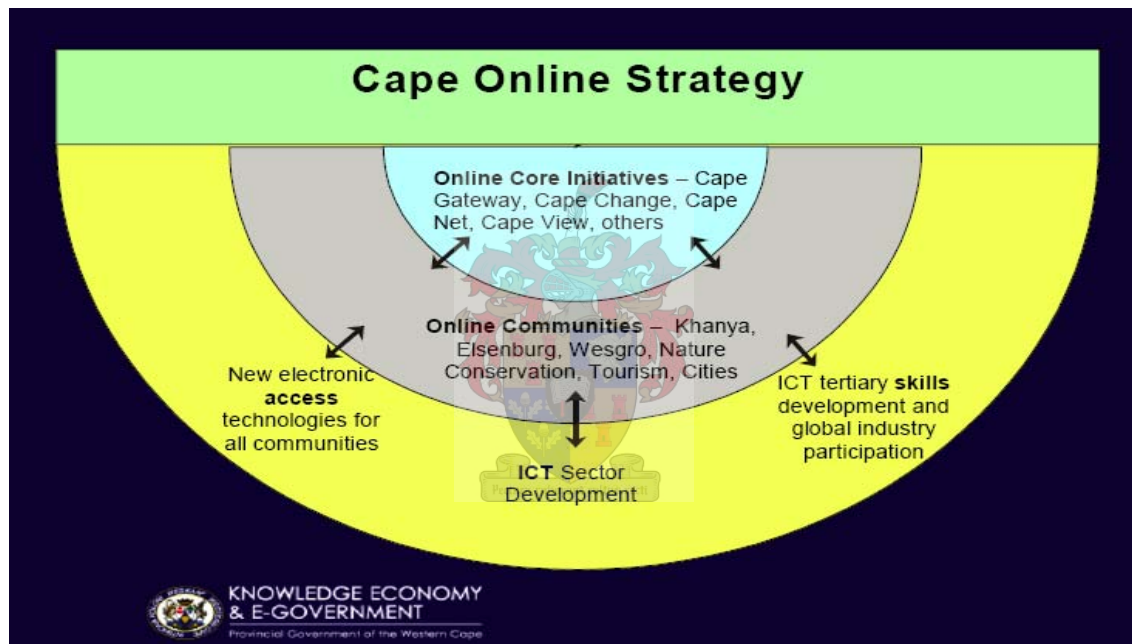 Cape Online Strategy
Online Core Initiatives – Cape
Gateway, Cape Change, Cape
Net, Cape View, others
Online Communities – Khanya,
Elsenburg, Wesgro, Nature
Conservation, Tourism, Cities
New electronic
access
technologies for
all communities
ICT Sector
Development
ICT tertiary skills
development and
global industry
participation
KNOWLEDGE ECONOMY
& E-GOVERNMENT
Provincial Government of the Western Cape